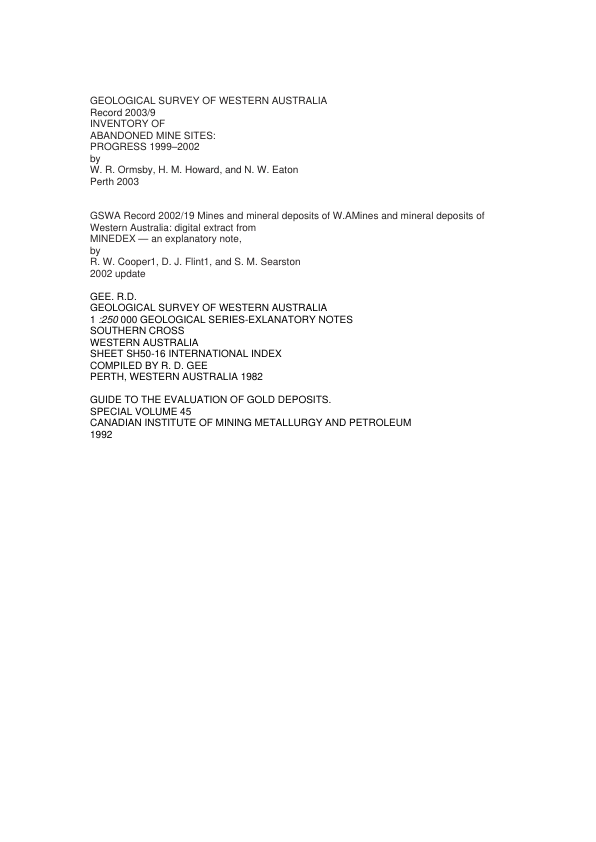 GEOLOGICAL SURVEY OF WESTERN AUSTRALIA
Record 2003/9
INVENTORY OF
ABANDONED MINE SITES:
PROGRESS 1999–2002
by
W. R. Ormsby, H. M. Howard, and N. W. Eaton
Perth 2003
GSWA Record 2002/19 Mines and mineral deposits of W.AMines and mineral deposits of
Western Australia: digital extract from
MINEDEX — an explanatory note,
by
R. W. Cooper1, D. J. Flint1, and S. M. Searston
2002 update
GEE. R.D.
GEOLOGICAL SURVEY OF WESTERN AUSTRALIA
1 :250 000 GEOLOGICAL SERIES-EXLANATORY NOTES
SOUTHERN CROSS
WESTERN AUSTRALIA
SHEET SH50-16 INTERNATIONAL INDEX
COMPILED BY R. D. GEE
PERTH, WESTERN AUSTRALIA 1982
GUIDE TO THE EVALUATION OF GOLD DEPOSITS.
SPECIAL VOLUME 45
CANADIAN INSTITUTE OF MINING METALLURGY AND PETROLEUM
1992